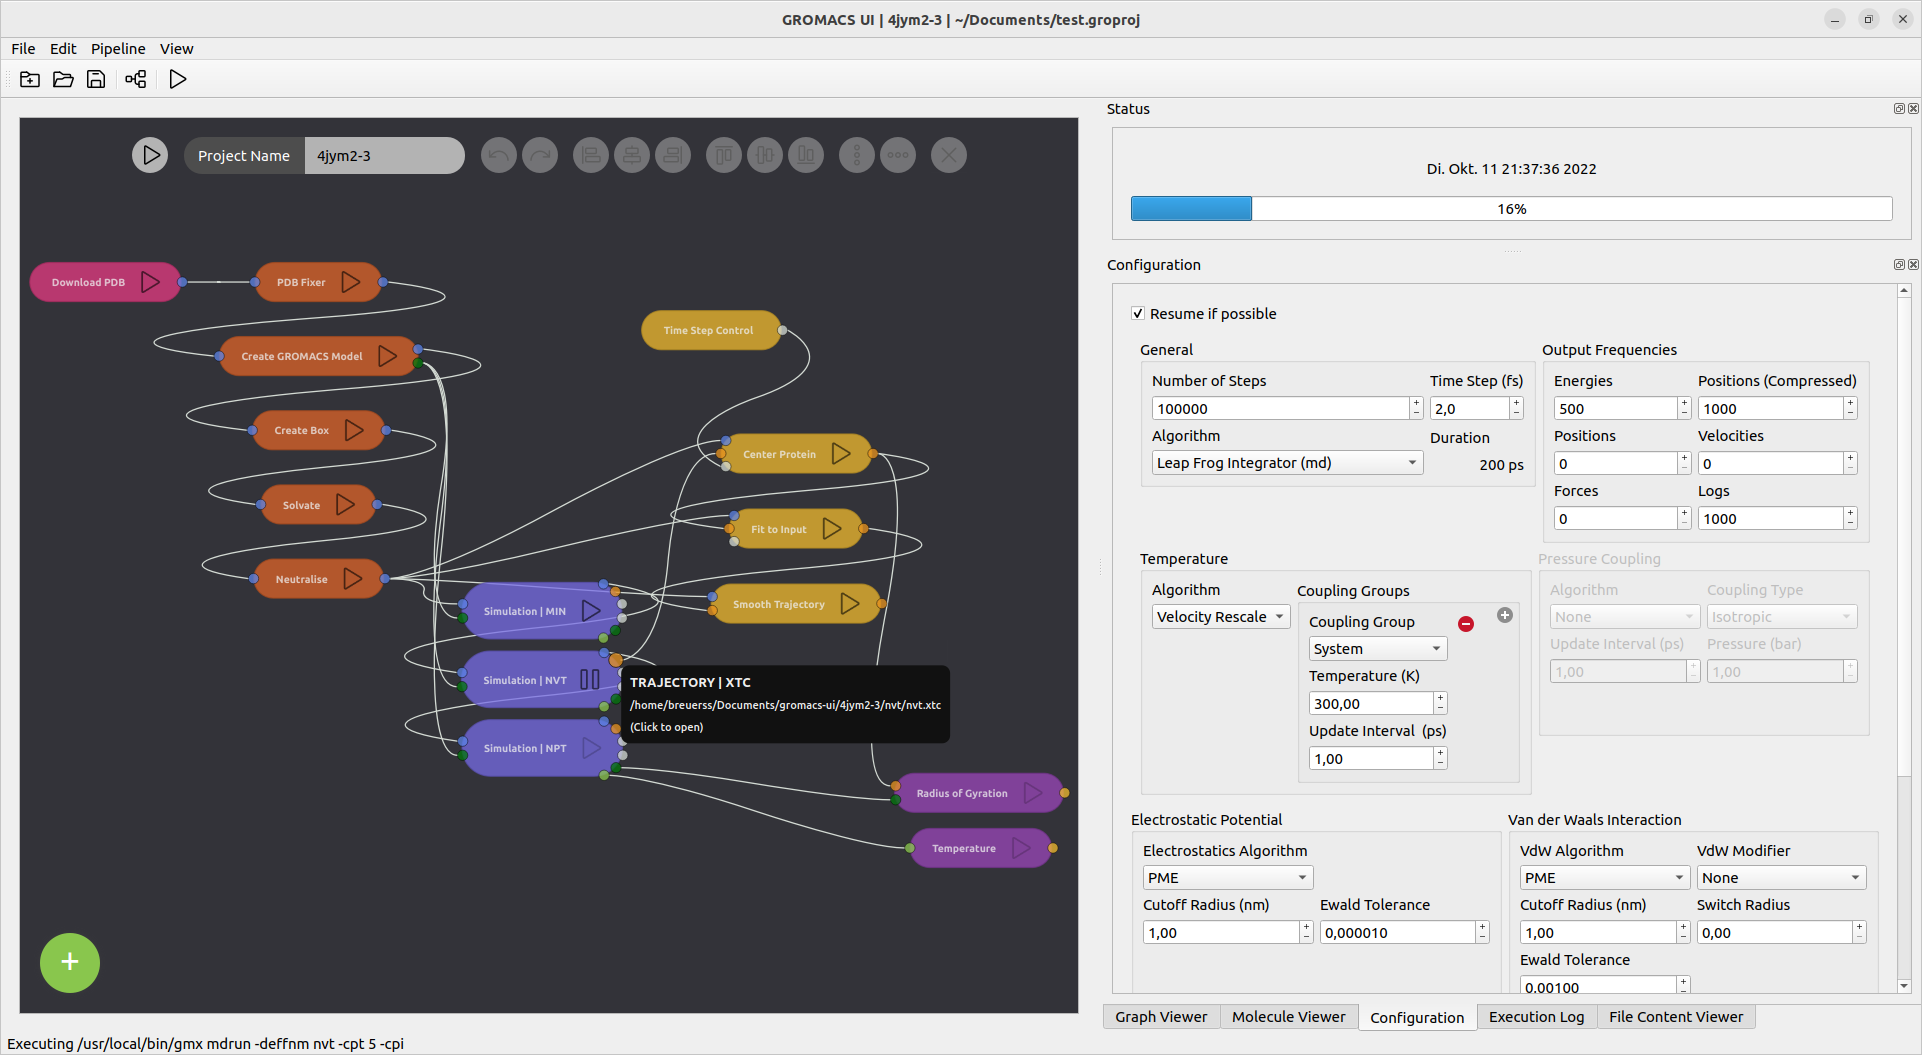 GROMACS UI | 4jym2-3 | ~/Documents/test.groproj
File Edit Pipeline View
Project Name 4jym2-3
Download PDB
PDB Fixer
Create GROMACS Model
Create Box
Solvate
Neutralise
Time Step Control
Center Protein
Fit to Input
Smooth Trajectory
Simulation | MIN
Simulation | NVT
Simulation | NPT
TRAJECTORY | XTC
/home/breuerss/Documents/gromacs-ui/4jym2-3/nvt/nvt.xtc
(Click to open)
Radius of Gyration
Temperature
+
Status
Di. Okt. 11 21:37:36 2022
16%
Configuration
Resume if possible
General
Number of Steps Time Step (fs)
100000 2,0
Algorithm Duration
Leap Frog Integrator (md) 200 ps
Output Frequencies
Energies Positions (Compressed)
500 1000
Positions Velocities
0 0
Forces Logs
0 1000
Temperature
Algorithm
Velocity Rescale
Coupling Groups
Coupling Group
System
Temperature (K)
300,00
Update Interval (ps)
1,00
Pressure Coupling
Algorithm Coupling Type
None Isotropic
Update Interval (ps) Pressure (bar)
1,00 1,00
Electrostatic Potential
Electrostatics Algorithm
PME
Cutoff Radius (nm) Ewald Tolerance
1,00 0,000010
Van der Waals Interaction
VdW Algorithm VdW Modifier
PME None
Cutoff Radius (nm) Switch Radius
1,00 0,00
Ewald Tolerance
0,00100
Graph Viewer Molecule Viewer Configuration Execution Log File Content Viewer
Executing /usr/local/bin/gmx mdrun -deffnm nvt -cpt 5 -cpi